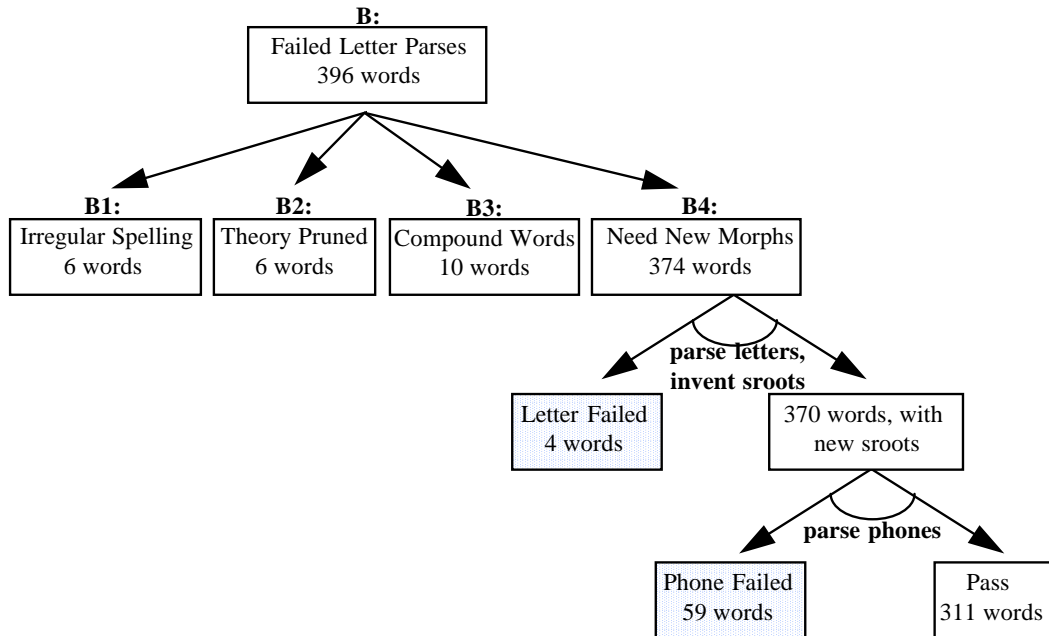 B:
Failed Letter Parses
396 words
B1:
Irregular Spelling
6 words
B2:
Theory Pruned
6 words
B3:
Compound Words
10 words
B4:
Need New Morphs
374 words
parse letters,
invent sroots
Letter Failed
4 words
370 words, with
new sroots
parse phones
Phone Failed
59 words
Pass
311 words